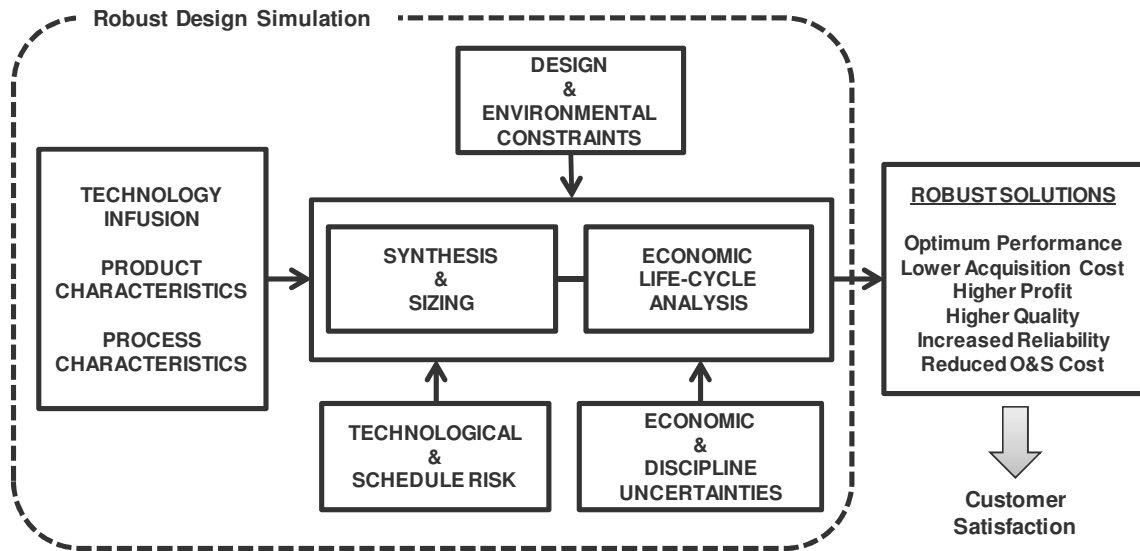 Robust Design Simulation
DESIGN
&
ENVIRONMENTAL
CONSTRAINTS
TECHNOLOGY
INFUSION
PRODUCT
CHARACTERISTICS
PROCESS
CHARACTERISTICS
SYNTHESIS
&
SIZING
ECONOMIC
LIFE-CYCLE
ANALYSIS
TECHNOLOGICAL
&
SCHEDULE RISK
ECONOMIC
&
DISCIPLINE
UNCERTAINTIES
ROBUST SOLUTIONS
Optimum Performance
Lower Acquisition Cost
Higher Profit
Higher Quality
Increased Reliability
Reduced O&S Cost
Customer
Satisfaction